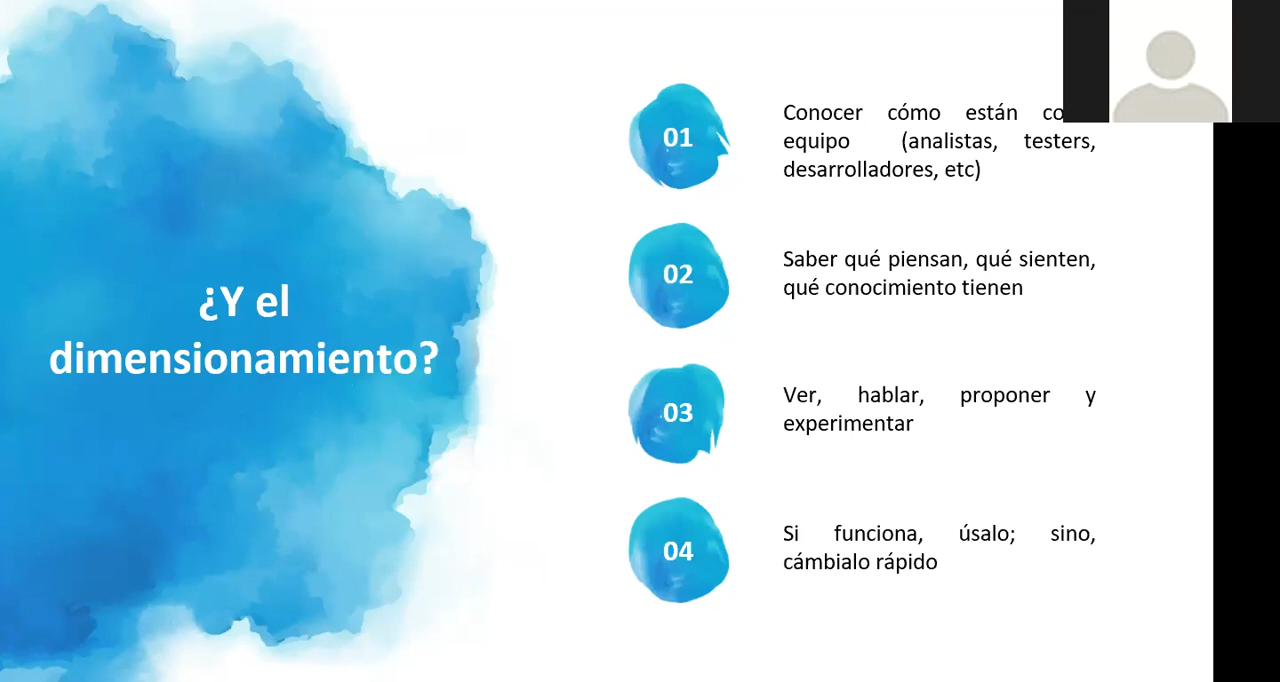 ¿Y el
dimensionamiento?
01
Conocer cómo están
equipo (analistas, testers,
desarrolladores, etc)
02
Saber qué piensan, qué sienten,
qué conocimiento tienen
03
Ver, hablar, proponer y
experimentar
04
Si funciona, úsalo; sino,
cámbialo rápido